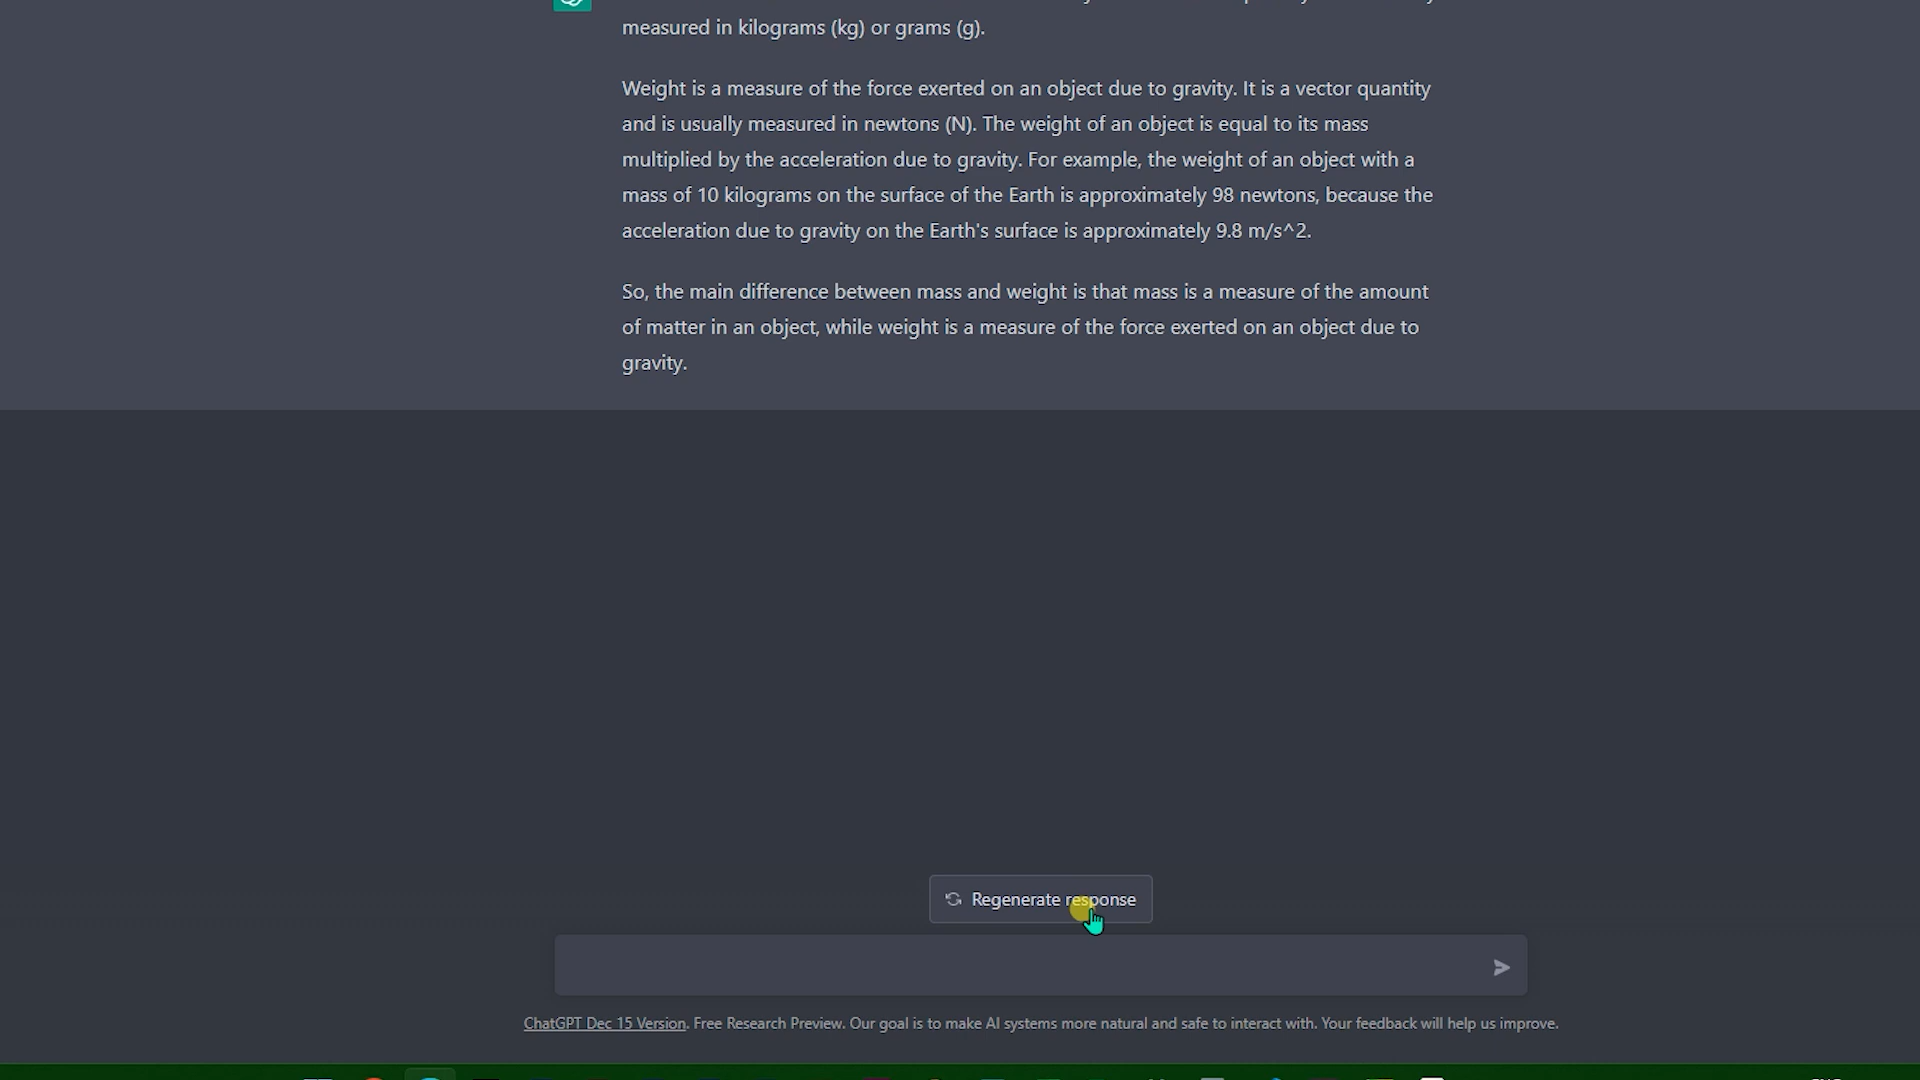 measured in kilograms (kg) or grams (g).
Weight is a measure of the force exerted on an object due to gravity. It is a vector quantity
and is usually measured in newtons (N). The weight of an object is equal to its mass
multiplied by the acceleration due to gravity. For example, the weight of an object with a
mass of 10 kilograms on the surface of the Earth is approximately 98 newtons, because the
acceleration due to gravity on the Earth's surface is approximately 9.8 m/s^2.
So, the main difference between mass and weight is that mass is a measure of the amount
of matter in an object, while weight is a measure of the force exerted on an object due to
gravity.
Regenerate response
ChatGPT Dec 15 Version. Free Research Preview. Our goal is to make AI systems more natural and safe to interact with. Your feedback will help us improve.